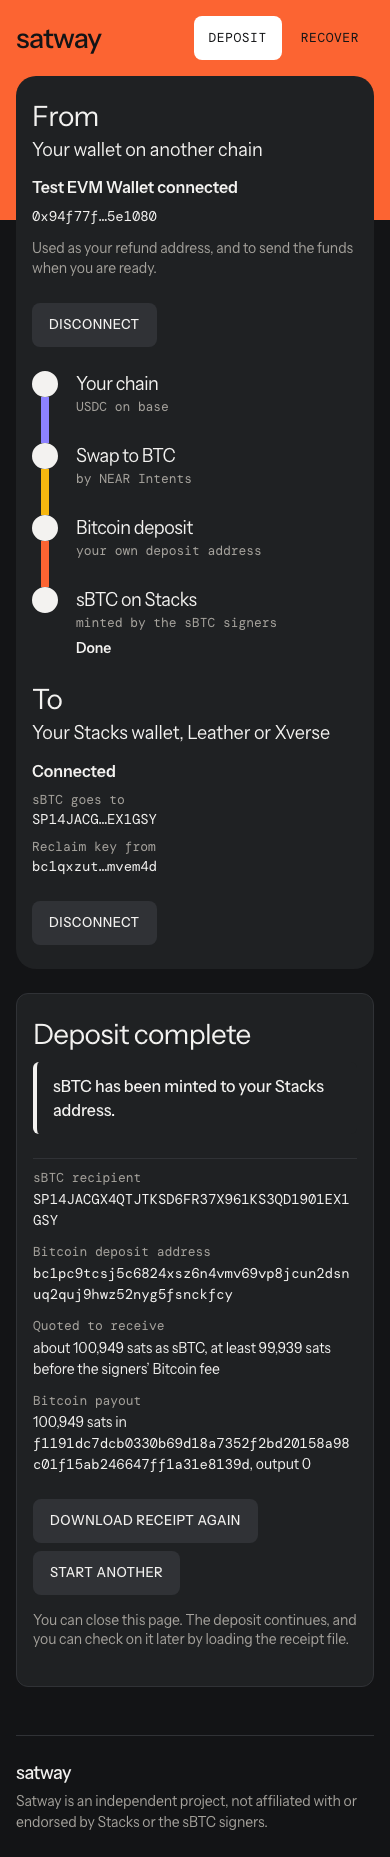 satway
DEPOSIT
RECOVER
From
Your wallet on another chain
Test EVM Wallet connected
0x94f77f…5e1080
Used as your refund address, and to send the funds
when you are ready.
DISCONNECT
Your chain
USDC on base
Swap to BTC
by NEAR Intents
Bitcoin deposit
your own deposit address
sBTC on Stacks
minted by the sBTC signers
Done
To
Your Stacks wallet, Leather or Xverse
Connected
sBTC goes to
SP14JACG…EX1GSY
Reclaim key from
bc1qxzut…mvem4d
DISCONNECT
Deposit complete
sBTC has been minted to your Stacks
address.
sBTC recipient
SP14JACGX4QTJTKSD6FR37X961KS3QD1901EX1
GSY
Bitcoin deposit address
bc1pc9tcsj5c6824xsz6n4vmv69vp8jcun2dsn
uq2quj9hwz52nyg5fsnckfcy
Quoted to receive
about 100,949 sats as sBTC, at least 99,939 sats
before the signers’ Bitcoin fee
Bitcoin payout
100,949 sats in
f1191dc7dcb0330b69d18a7352f2bd20158a98
c01f15ab246647ff1a31e8139d, output 0
DOWNLOAD RECEIPT AGAIN
START ANOTHER
You can close this page. The deposit continues, and
you can check on it later by loading the receipt file.
satway
Satway is an independent project, not affiliated with or
endorsed by Stacks or the sBTC signers.